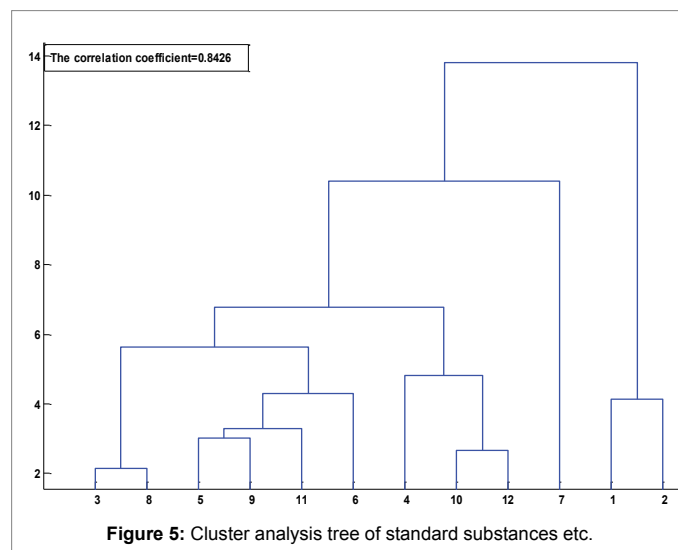 The correlation coefficient=0.8426
14
12
10
8
6
4
2
3 8 5 9 11 6 4 10 12 7 1 2
Figure 5: Cluster analysis tree of standard substances etc.